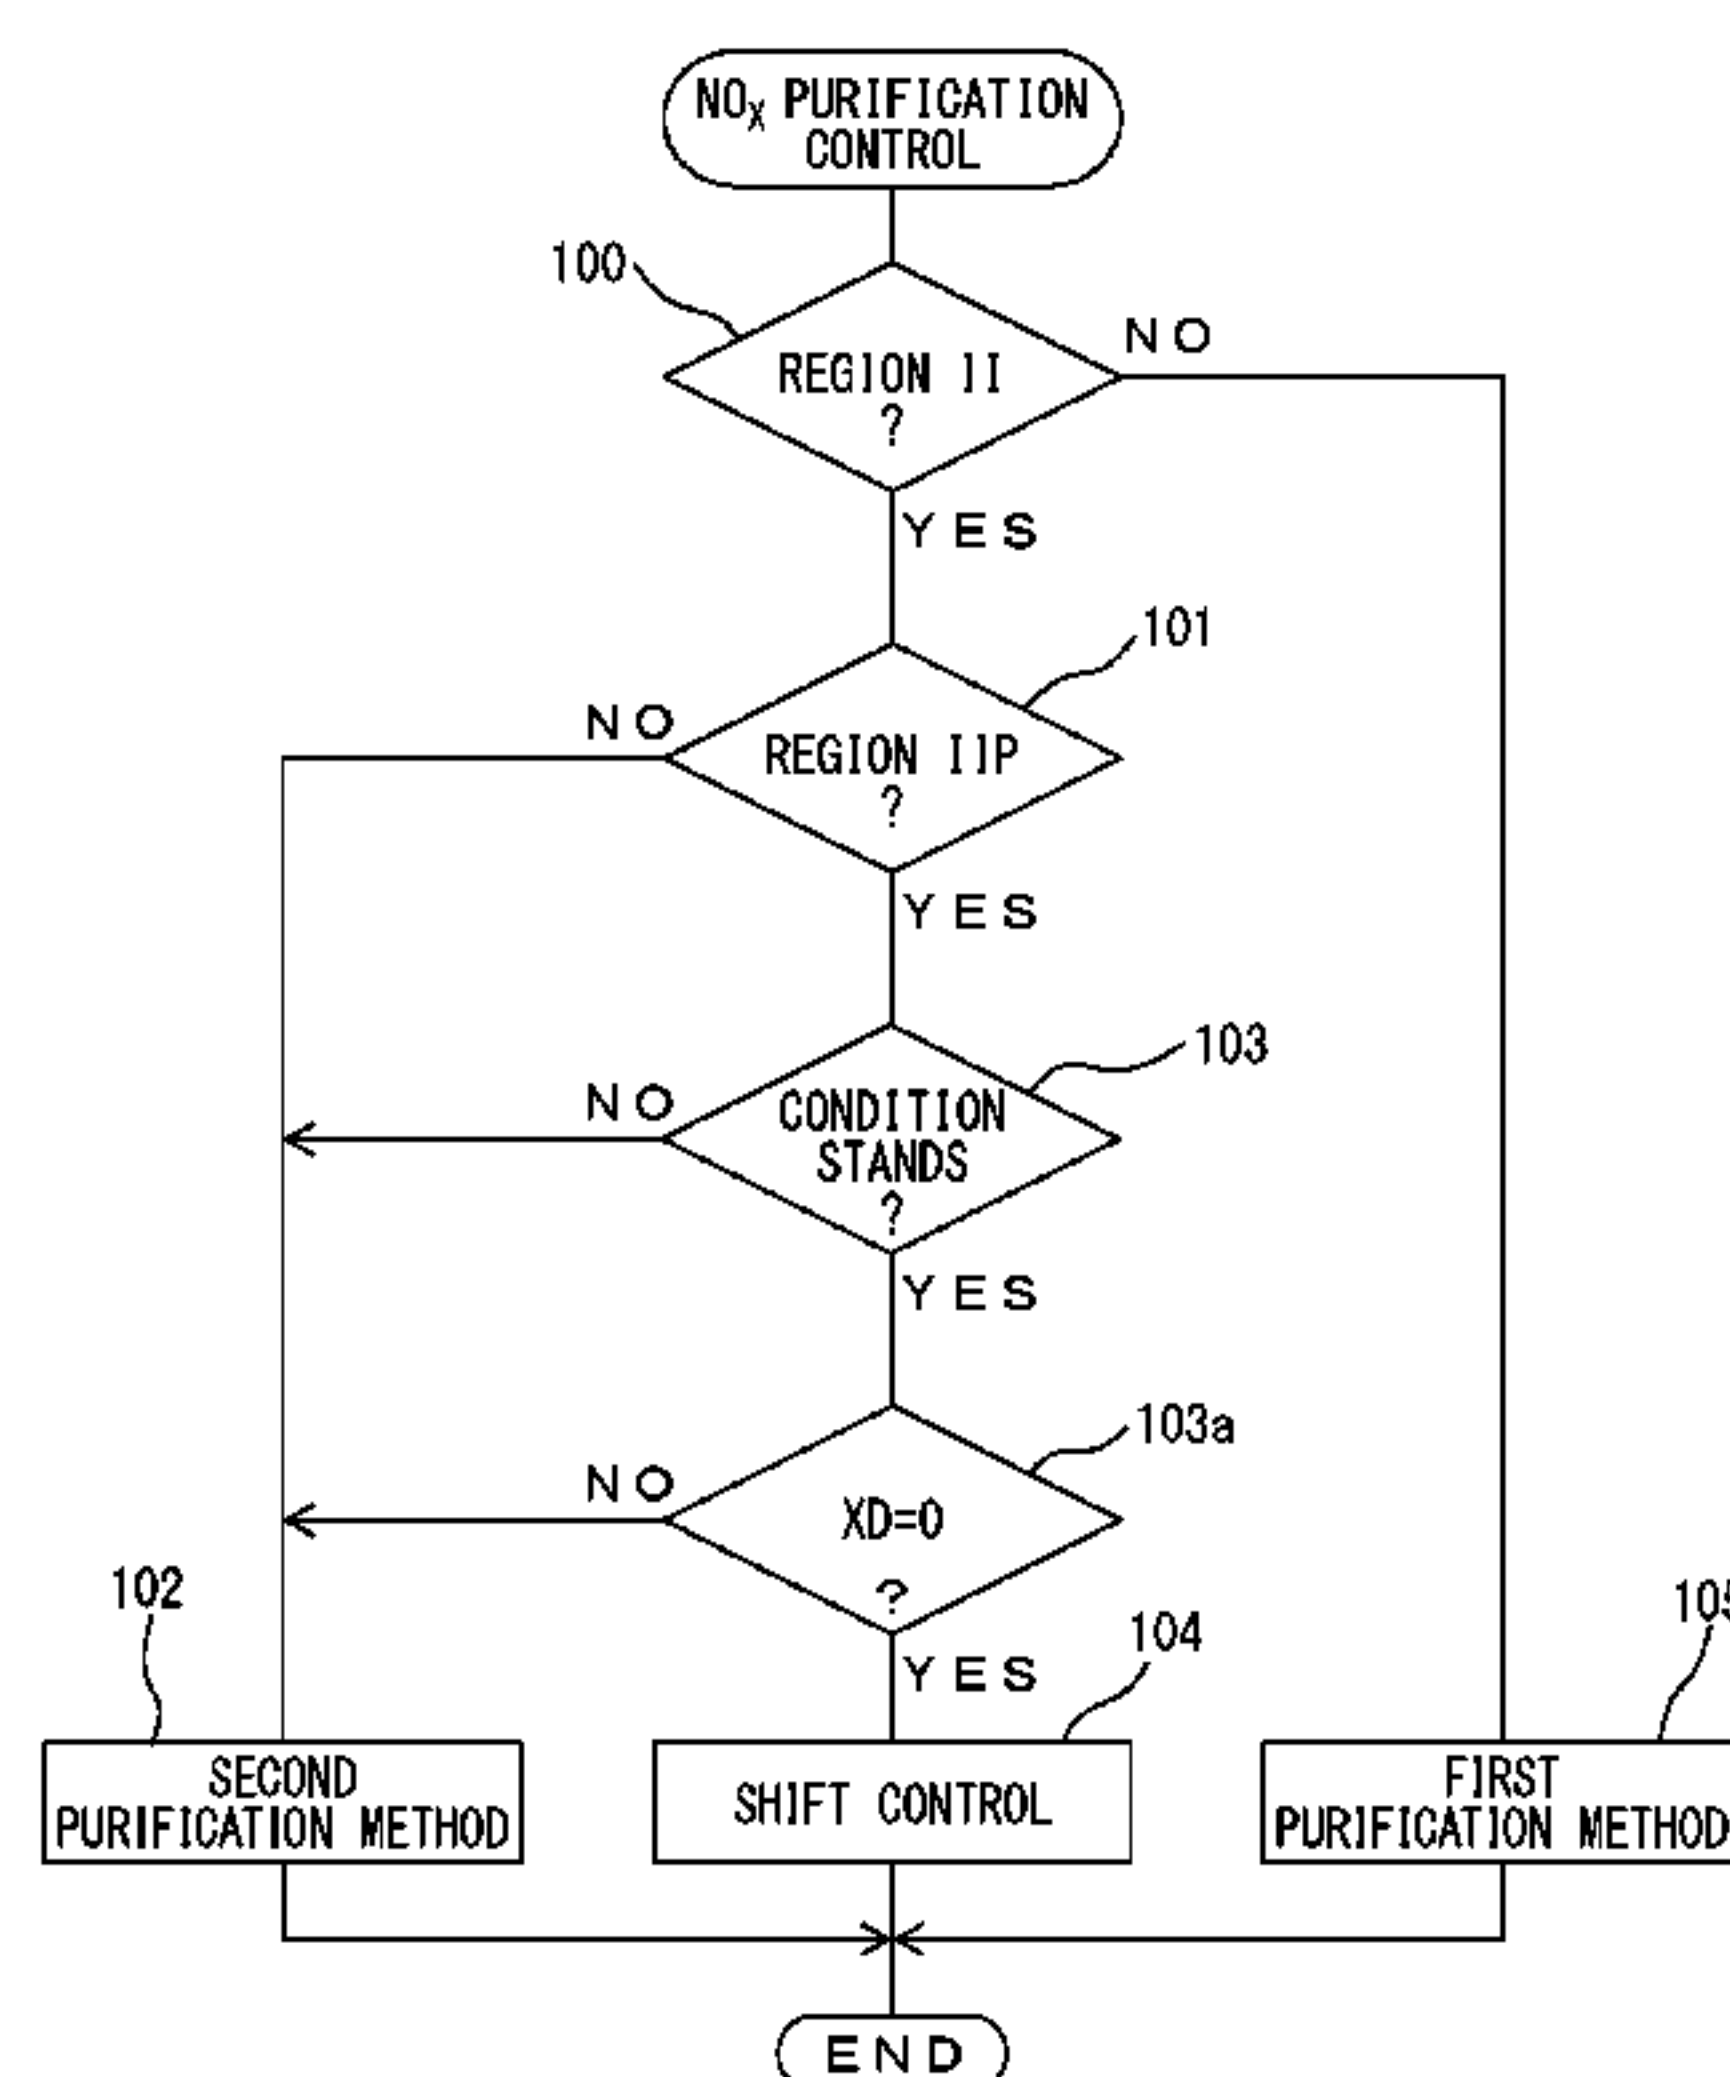 NOX PURIFICATION
CONTROL
100
REGION II
?
NO
YES
101
REGION IIP
?
NO
YES
103
CONDITION
STANDS
?
NO
YES
103a
XD=0
?
NO
YES
102
SECOND
PURIFICATION METHOD
104
SHIFT CONTROL
105
FIRST
PURIFICATION METHOD
END